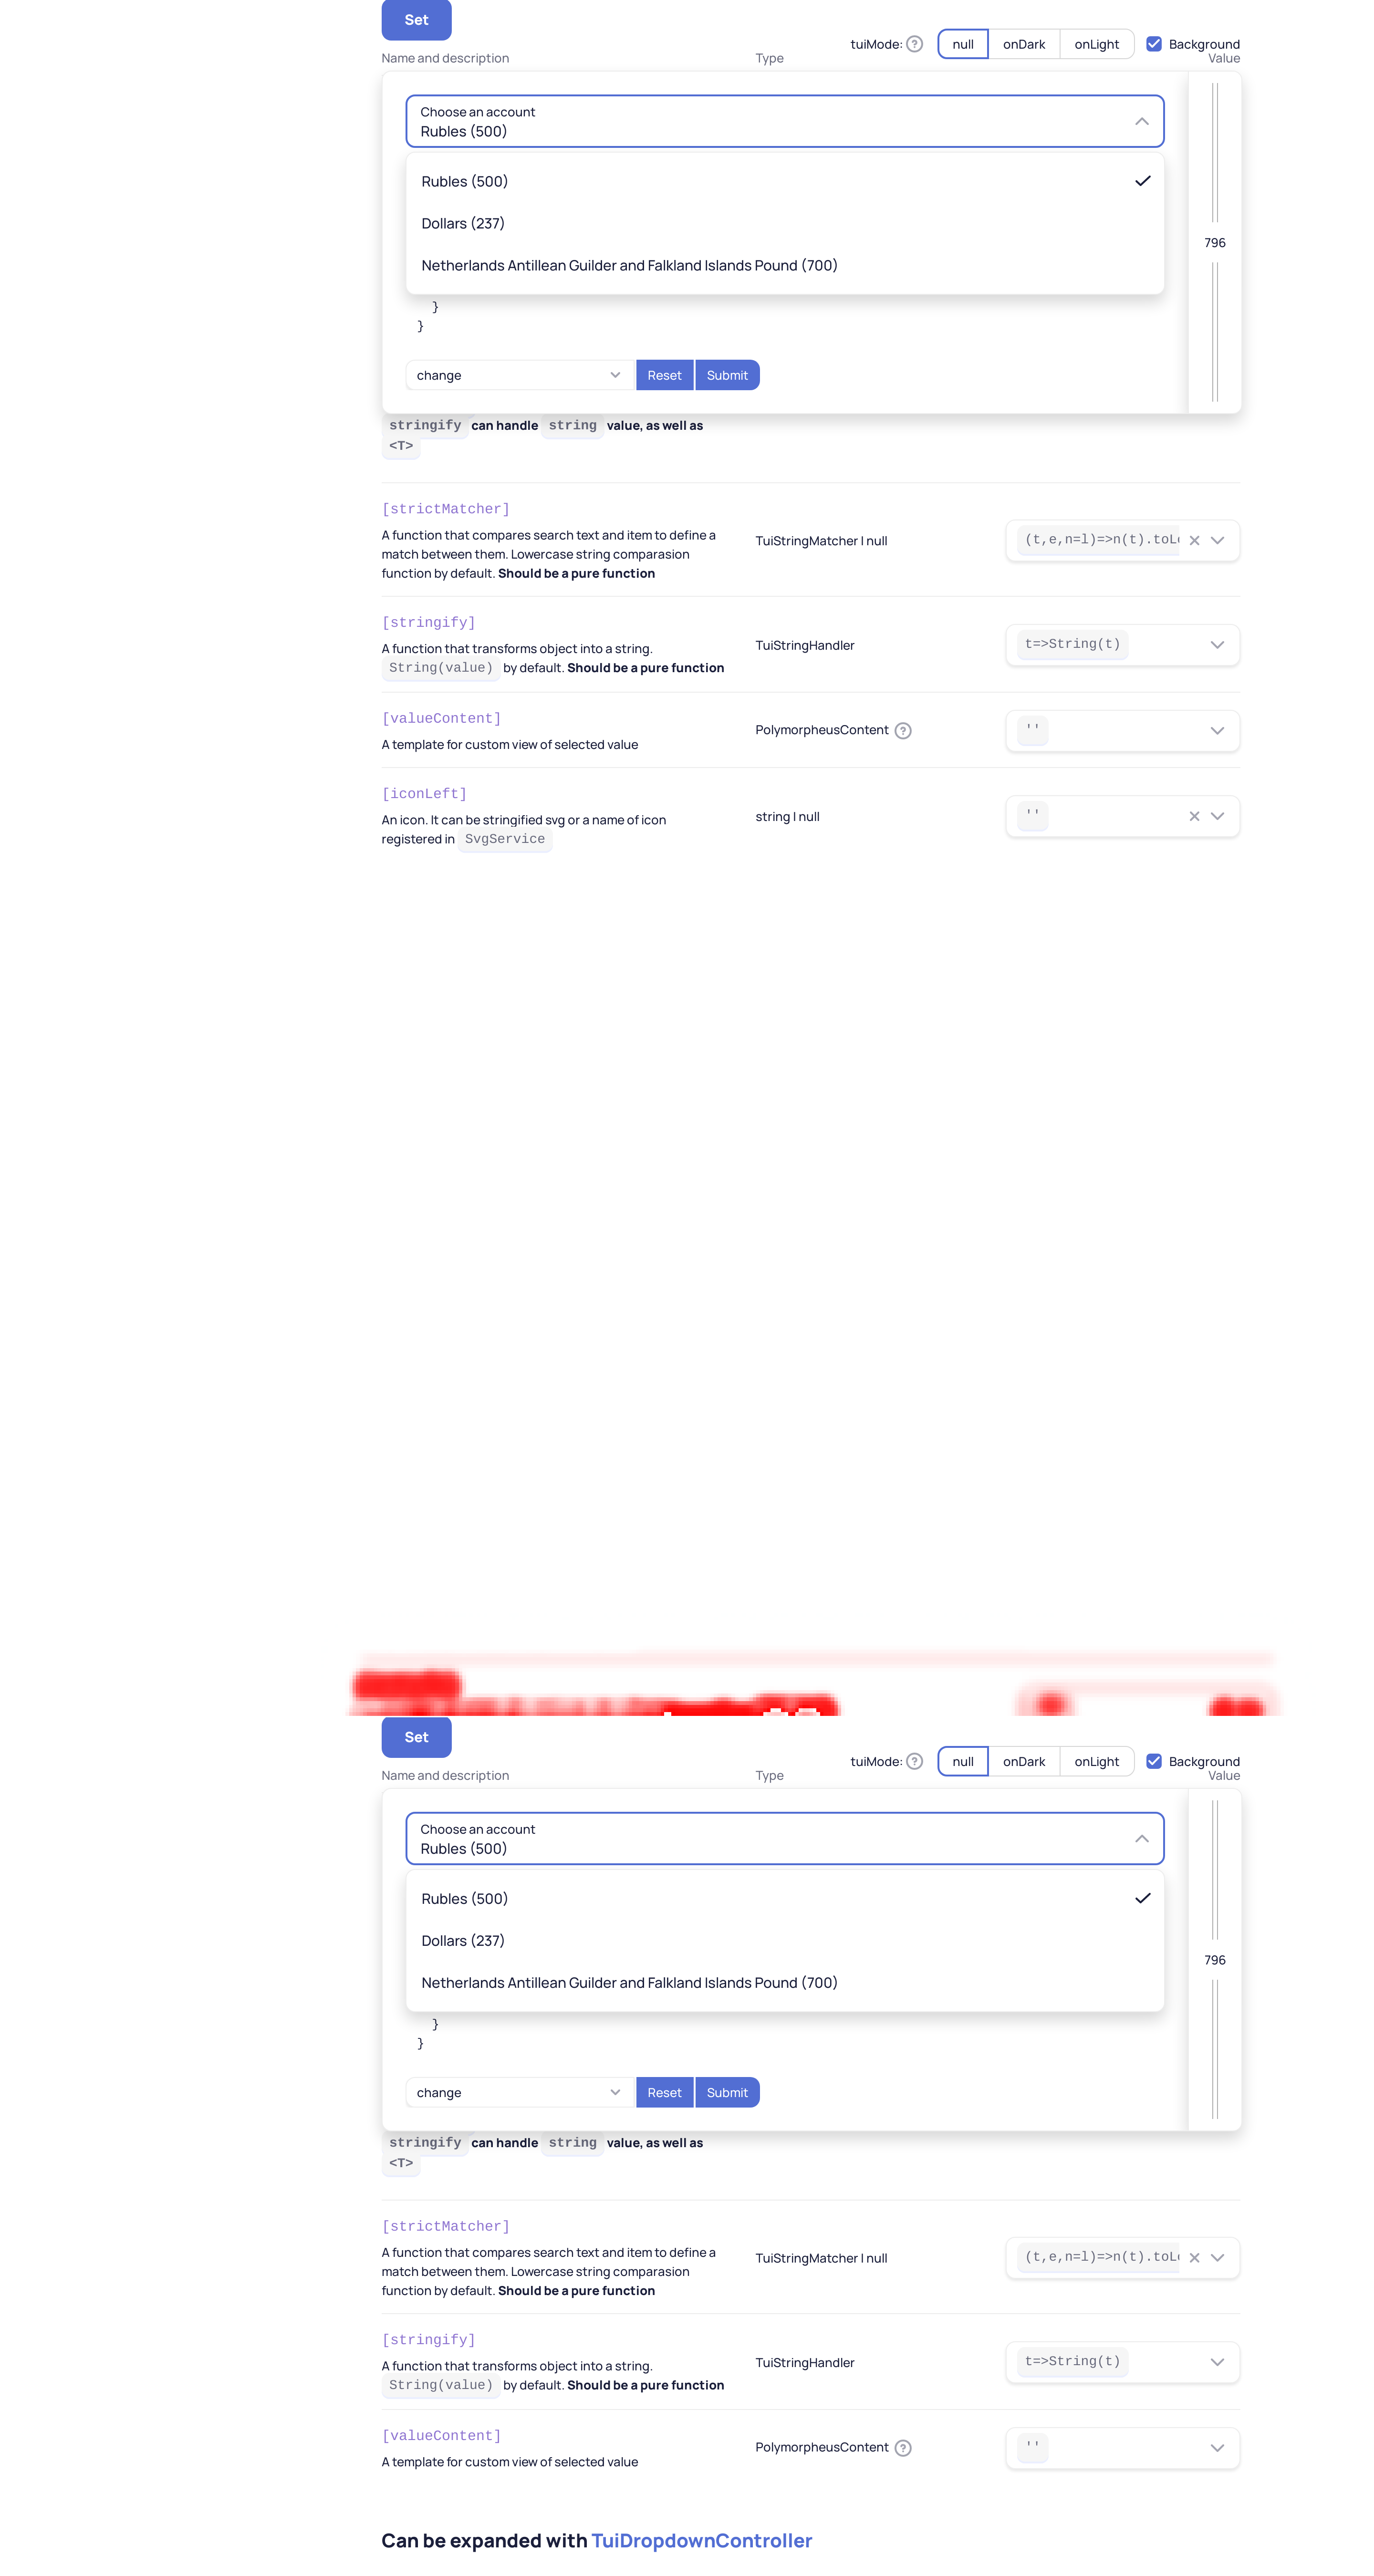 Set
tuiMode: null onDark onLight Background
Name and description Type Value
Choose an account
Rubles (500)
Rubles (500)
Dollars (237)
796
Netherlands Antillean Guilder and Falkland Islands Pound (700)
}
}
change Reset Submit
stringify can handle string value, as well as
<T>
[strictMatcher]
A function that compares search text and item to define a
match between them. Lowercase string comparasion
function by default. Should be a pure function
TuiStringMatcher | null
(t,e,n=l)=>n(t).toL
[stringify]
A function that transforms object into a string.
String(value) by default. Should be a pure function
TuiStringHandler
t=>String(t)
[valueContent]
A template for custom view of selected value
PolymorpheusContent
''
[iconLeft]
An icon. It can be stringified svg or a name of icon
registered in SvgService
string | null
''
Set
tuiMode: null onDark onLight Background
Name and description Type Value
Choose an account
Rubles (500)
Rubles (500)
Dollars (237)
796
Netherlands Antillean Guilder and Falkland Islands Pound (700)
}
}
change Reset Submit
stringify can handle string value, as well as
<T>
[strictMatcher]
A function that compares search text and item to define a
match between them. Lowercase string comparasion
function by default. Should be a pure function
TuiStringMatcher | null
(t,e,n=l)=>n(t).toL
[stringify]
A function that transforms object into a string.
String(value) by default. Should be a pure function
TuiStringHandler
t=>String(t)
[valueContent]
A template for custom view of selected value
PolymorpheusContent
''
Can be expanded with TuiDropdownController